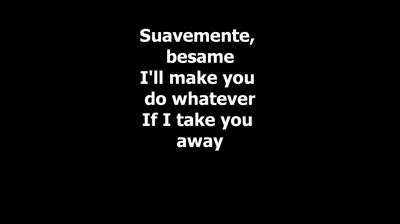 Suavemente,
besame
I'll make you
do whatever
If I take you
away